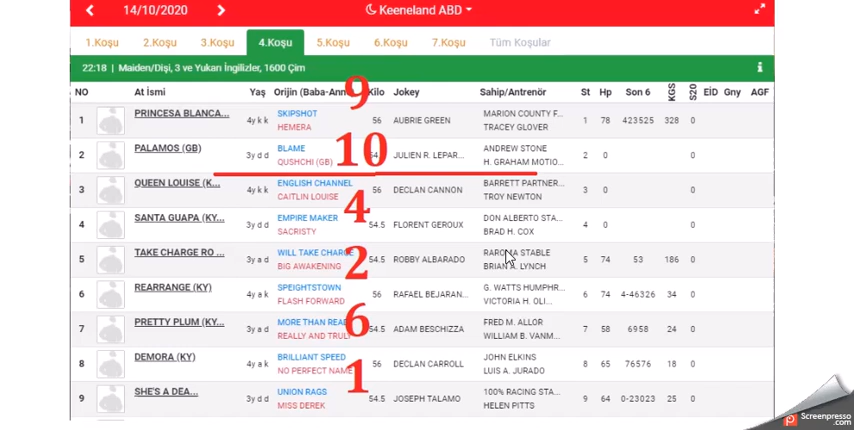 14/10/2020 Keeneland ABD
1.Koşu 2.Koşu 3.Koşu 4.Koşu 5.Koşu 6.Koşu 7.Koşu Tüm Koşular
22:18 | Maiden/Dişi, 3 ve Yukarı İngilizler, 1600 Çim
NO At İsmi Yaş Orijin (Baba-Anne) Kilo Jokey Sahip/Antrenör St Hp Son 6 KGS S20 EİD Gny AGF
9
1 PRINCESA BLANCA... 4y k k SKIPSHOT HEMERA 56 AUBRIE GREEN MARION COUNTY F... TRACEY GLOVER 1 78 423525 328 0
10
2 PALAMOS (GB) 3y d d BLAME QUSHCHI (GB) JULIEN R. LEPAR... ANDREW STONE H. GRAHAM MOTIO... 2 0
3 QUEEN LOUISE (K... 4y k k ENGLISH CHANNEL CAITLIN LOUISE 56 DECLAN CANNON BARRETT PARTNER... TROY NEWTON 3 0
4
4 SANTA GUAPA (KY... 3y d d EMPIRE MAKER SACRISTY 54.5 FLORENT GEROUX DON ALBERTO STA... BRAD H. COX 4 0
2
5 TAKE CHARGE RO ... 3y a d WILL TAKE CHARGE BIG AWAKENING 54.5 ROBBY ALBARADO STABLE BRIAN A. LYNCH 5 74 53 186 0
6 REARRANGE (KY) 4y a k SPEIGHTSTOWN FLASH FORWARD 56 RAFAEL BEJARAN... G. WATTS HUMPHR... VICTORIA H. OLI... 6 74 4-46326 34 0
6
7 PRETTY PLUM (KY... 3y a d MORE THAN READ REALLY AND TRULY 54.5 ADAM BESCHIZZA FRED M. ALLOR WILLIAM B. VANM... 7 58 6958 24 0
1
8 DEMORA (KY) 4y a k BRILLIANT SPEED NO PERFECT NAME 56 DECLAN CARROLL JOHN ELKINS LUIS A. JURADO 8 65 76576 18 0
9 SHE'S A DEA... 3y a d UNION RAGS MISS DEREK 54.5 JOSEPH TALAMO 100% RACING STA... HELEN PITTS 9 64 0-23023 25 0
Screenpresso
.com